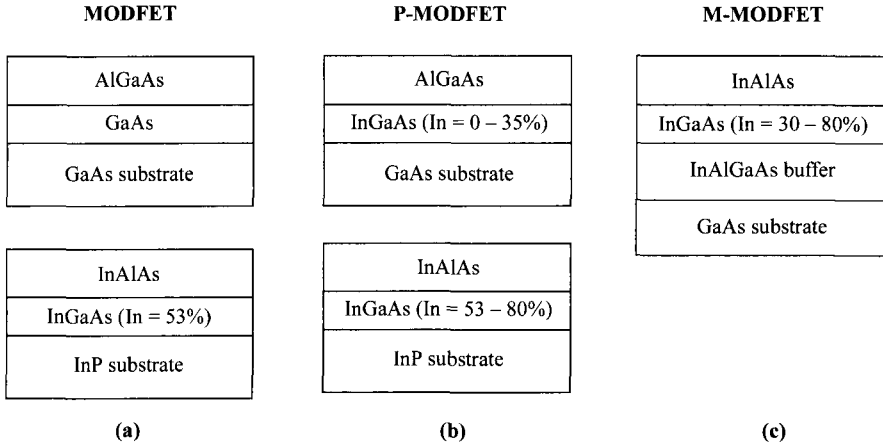 MODFET
P-MODFET
M-MODFET
AlGaAs
GaAs
GaAs substrate
AlGaAs
InGaAs (In = 0 – 35%)
GaAs substrate
InAlAs
InGaAs (In = 30 – 80%)
InAlGaAs buffer
GaAs substrate
InAlAs
InGaAs (In = 53%)
InP substrate
InAlAs
InGaAs (In = 53 – 80%)
InP substrate
(a)
(b)
(c)